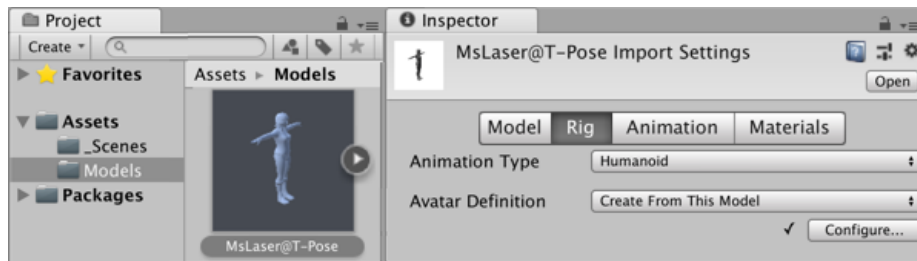 Project
Create
Favorites
Assets
_Scenes
Models
Packages
Assets ▸ Models
MsLaser@T-Pose
Inspector
MsLaser@T-Pose Import Settings
Open
Model Rig Animation Materials
Animation Type Humanoid
Avatar Definition Create From This Model
✓ Configure...